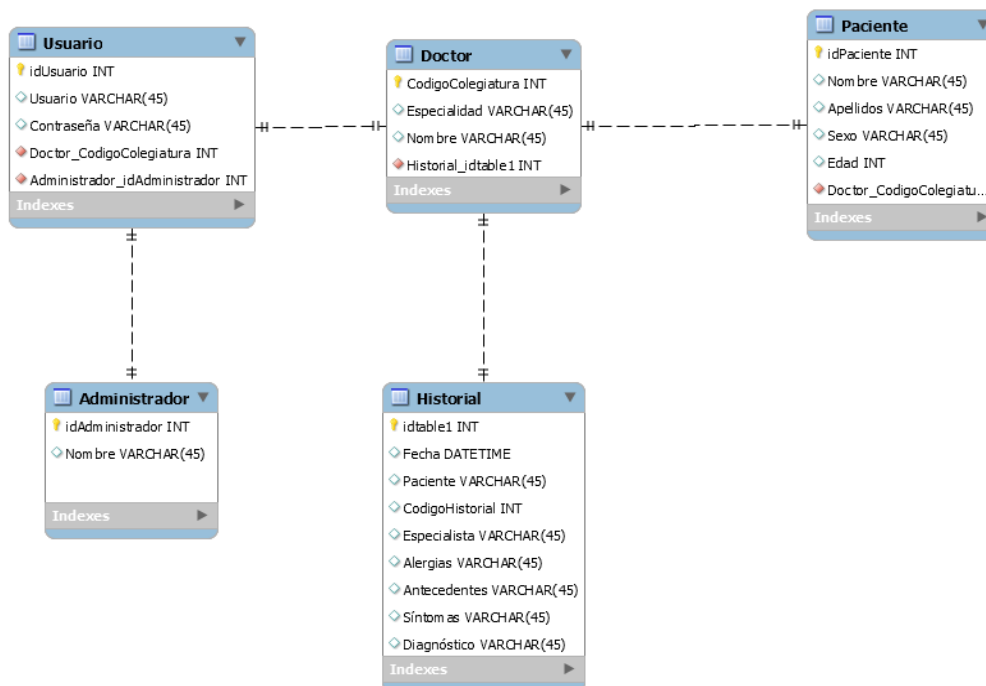 Usuario
idUsuario INT
Usuario VARCHAR(45)
Contraseña VARCHAR(45)
Doctor_CodigoColegiatura INT
Administrador_idAdministrador INT
Indexes
Doctor
CodigoColegiatura INT
Especialidad VARCHAR(45)
Nombre VARCHAR(45)
Historial_idtable1 INT
Indexes
Paciente
idPaciente INT
Nombre VARCHAR(45)
Apellidos VARCHAR(45)
Sexo VARCHAR(45)
Edad INT
Doctor_CodigoColegiatu...
Indexes
Administrador
idAdministrador INT
Nombre VARCHAR(45)
Indexes
Historial
idtable1 INT
Fecha DATETIME
Paciente VARCHAR(45)
CodigoHistorial INT
Especialista VARCHAR(45)
Alergias VARCHAR(45)
Antecedentes VARCHAR(45)
Síntomas VARCHAR(45)
Diagnóstico VARCHAR(45)
Indexes